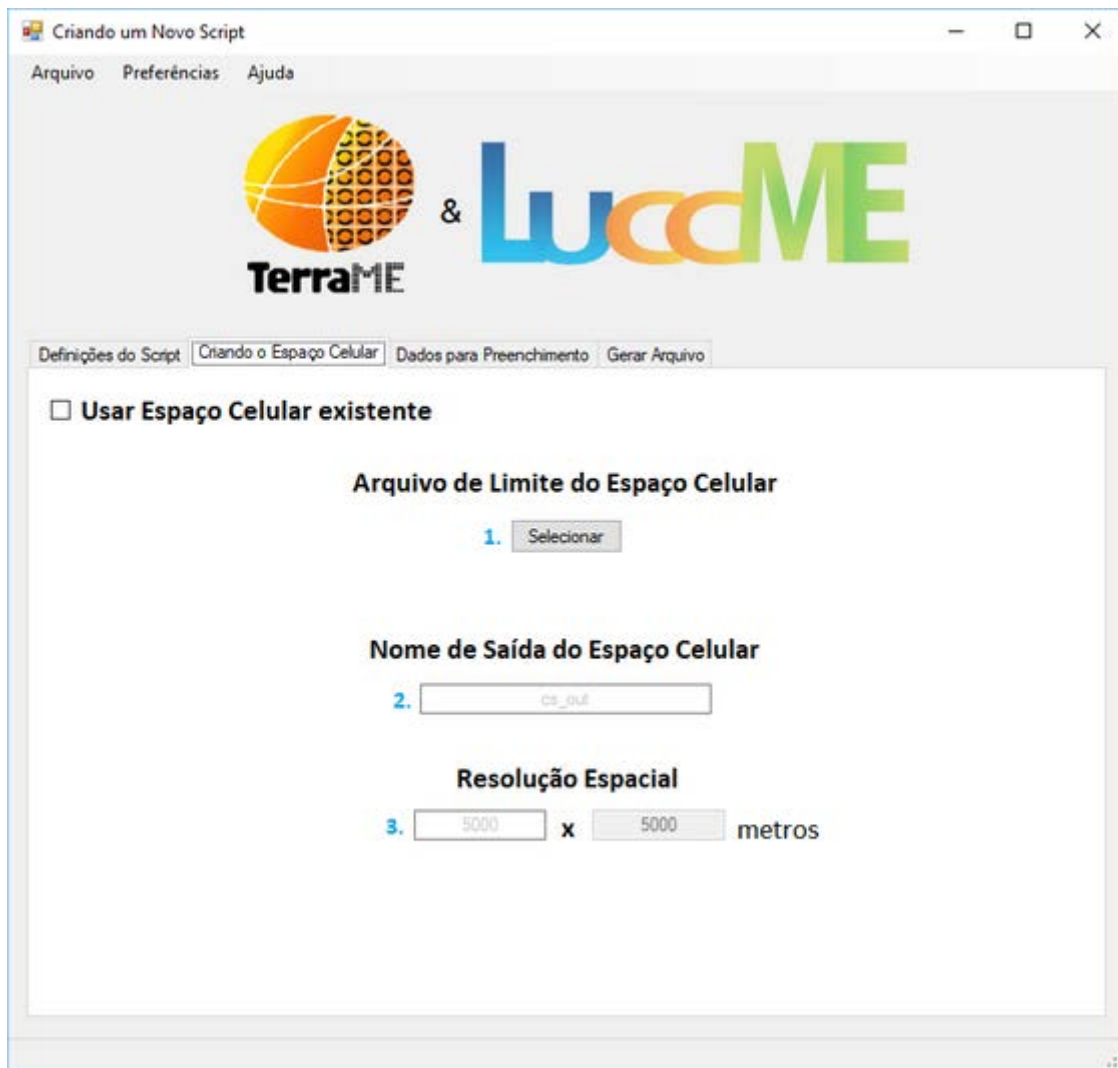 Criando um Novo Script
Arquivo Preferências Ajuda
TerraME & LuccME
Definições do Script Criando o Espaço Celular Dados para Preenchimento Gerar Arquivo
Usar Espaço Celular existente
Arquivo de Limite do Espaço Celular
1. Selecionar
Nome de Saída do Espaço Celular
2. cs_out
Resolução Espacial
3. 5000 x 5000 metros